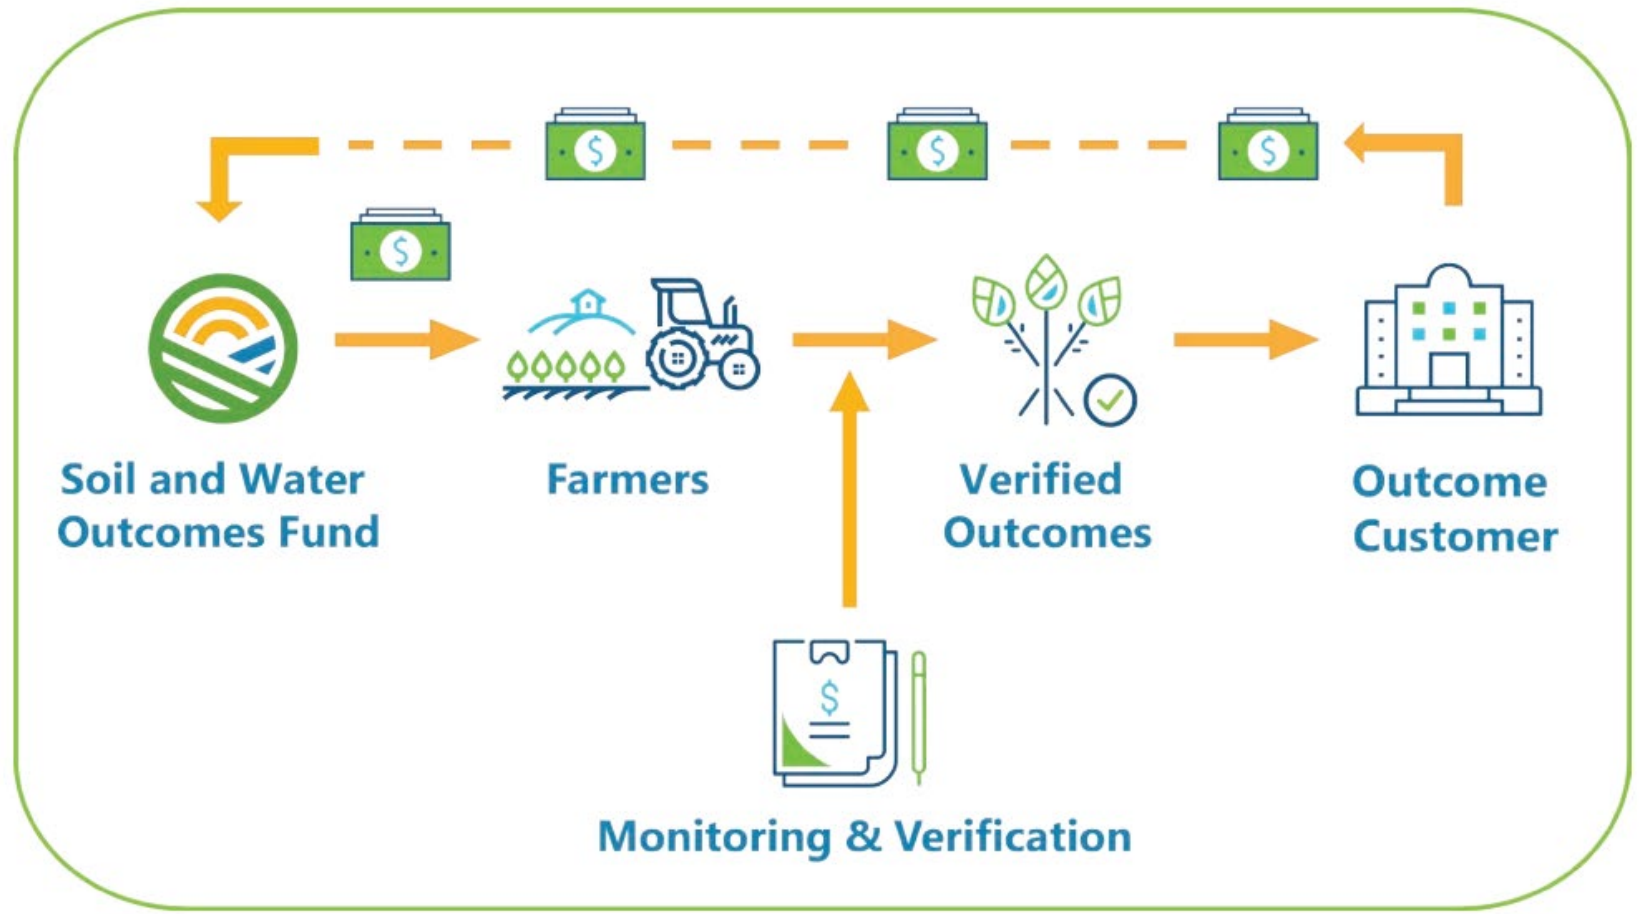 $ $ $
$
Soil and Water
Outcomes Fund
Farmers
Verified
Outcomes
Outcome
Customer
$
Monitoring & Verification